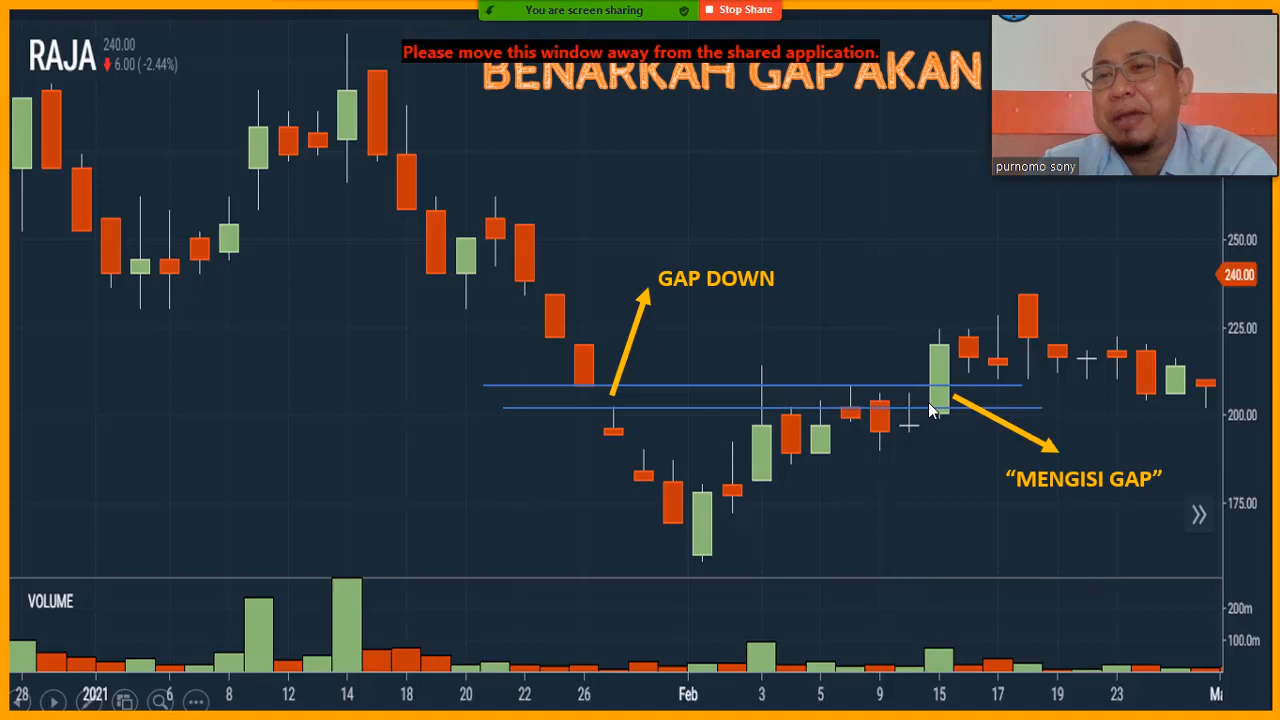 You are screen sharing
Stop Share
Please move this window away from the shared application.
RAJA
240.00
6.00 (-2.44%)
BENARKAH GAP AKAN
purnomo sony
GAP DOWN
250.00
240.00
225.00
200.00
175.00
"MENGISI GAP"
VOLUME
200m
100.0m
28 2021 6 8 12 14 18 20 22 26 Feb 3 5 9 15 17 19 23